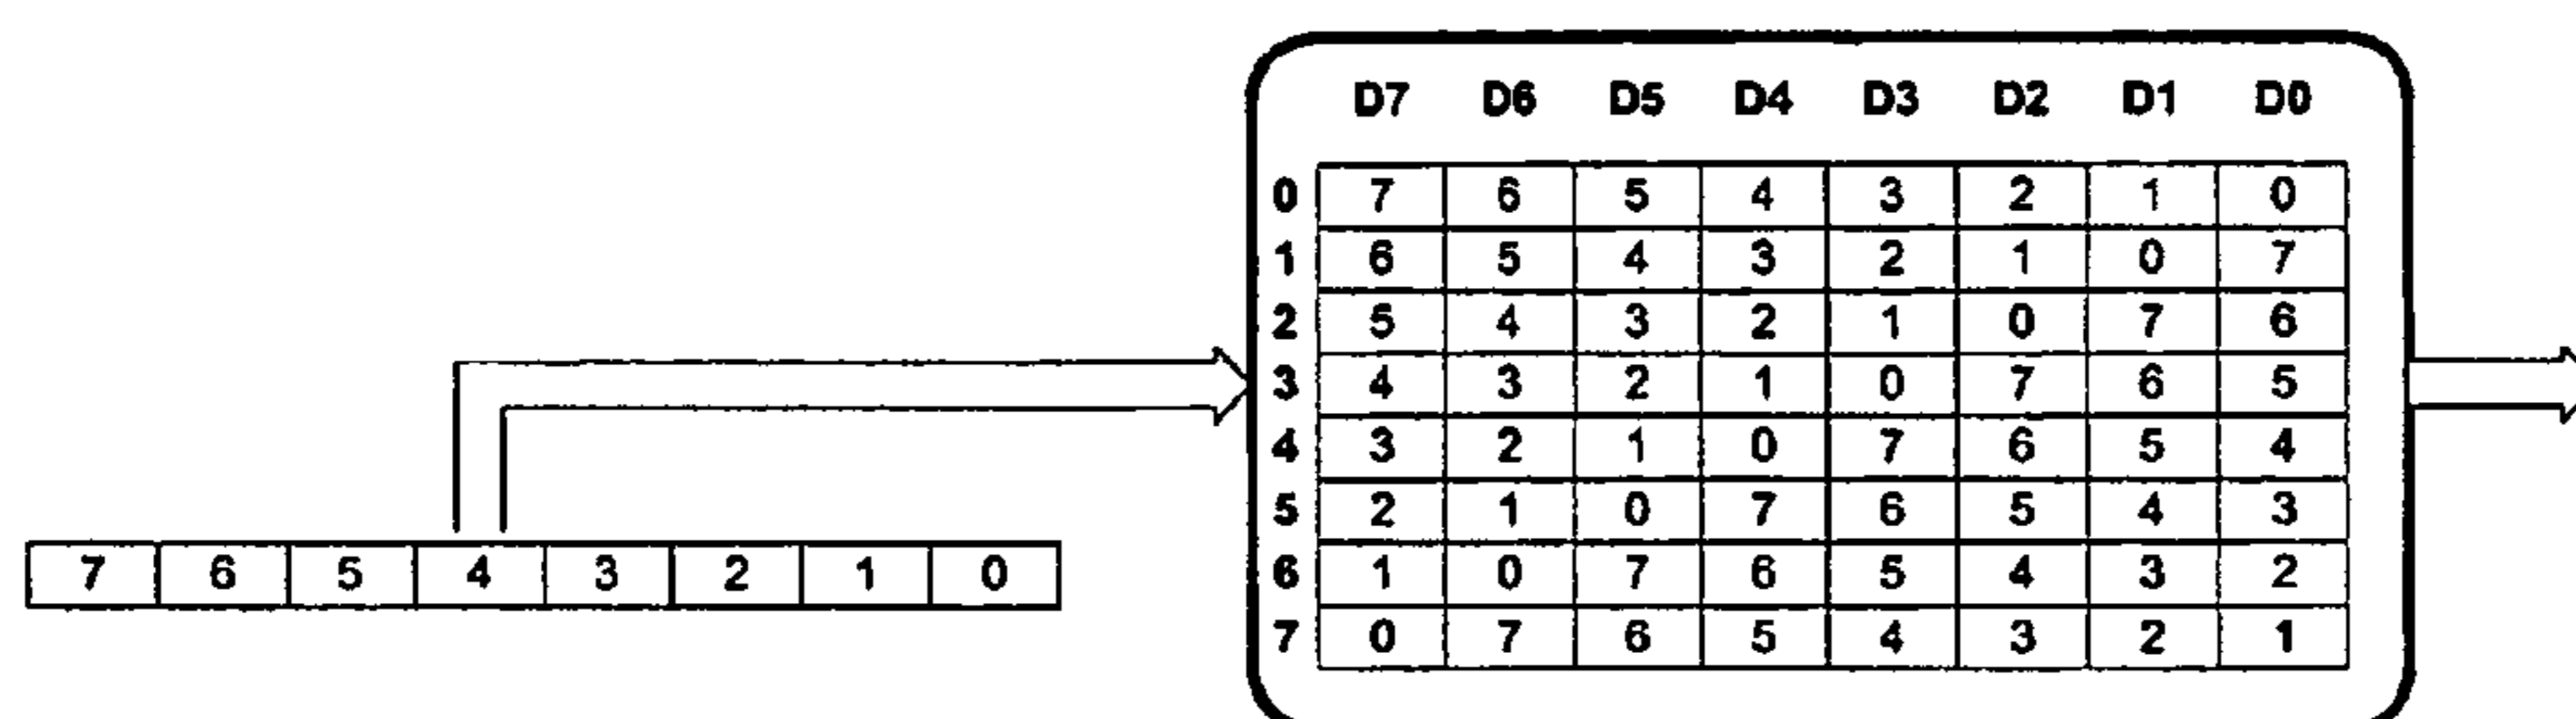 D7 D6 D5 D4 D3 D2 D1 D0
0 7 6 5 4 3 2 1 0
1 6 5 4 3 2 1 0 7
2 5 4 3 2 1 0 7 6
3 4 3 2 1 0 7 6 5
4 3 2 1 0 7 6 5 4
5 2 1 0 7 6 5 4 3
6 1 0 7 6 5 4 3 2
7 0 7 6 5 4 3 2 1
7 6 5 4 3 2 1 0